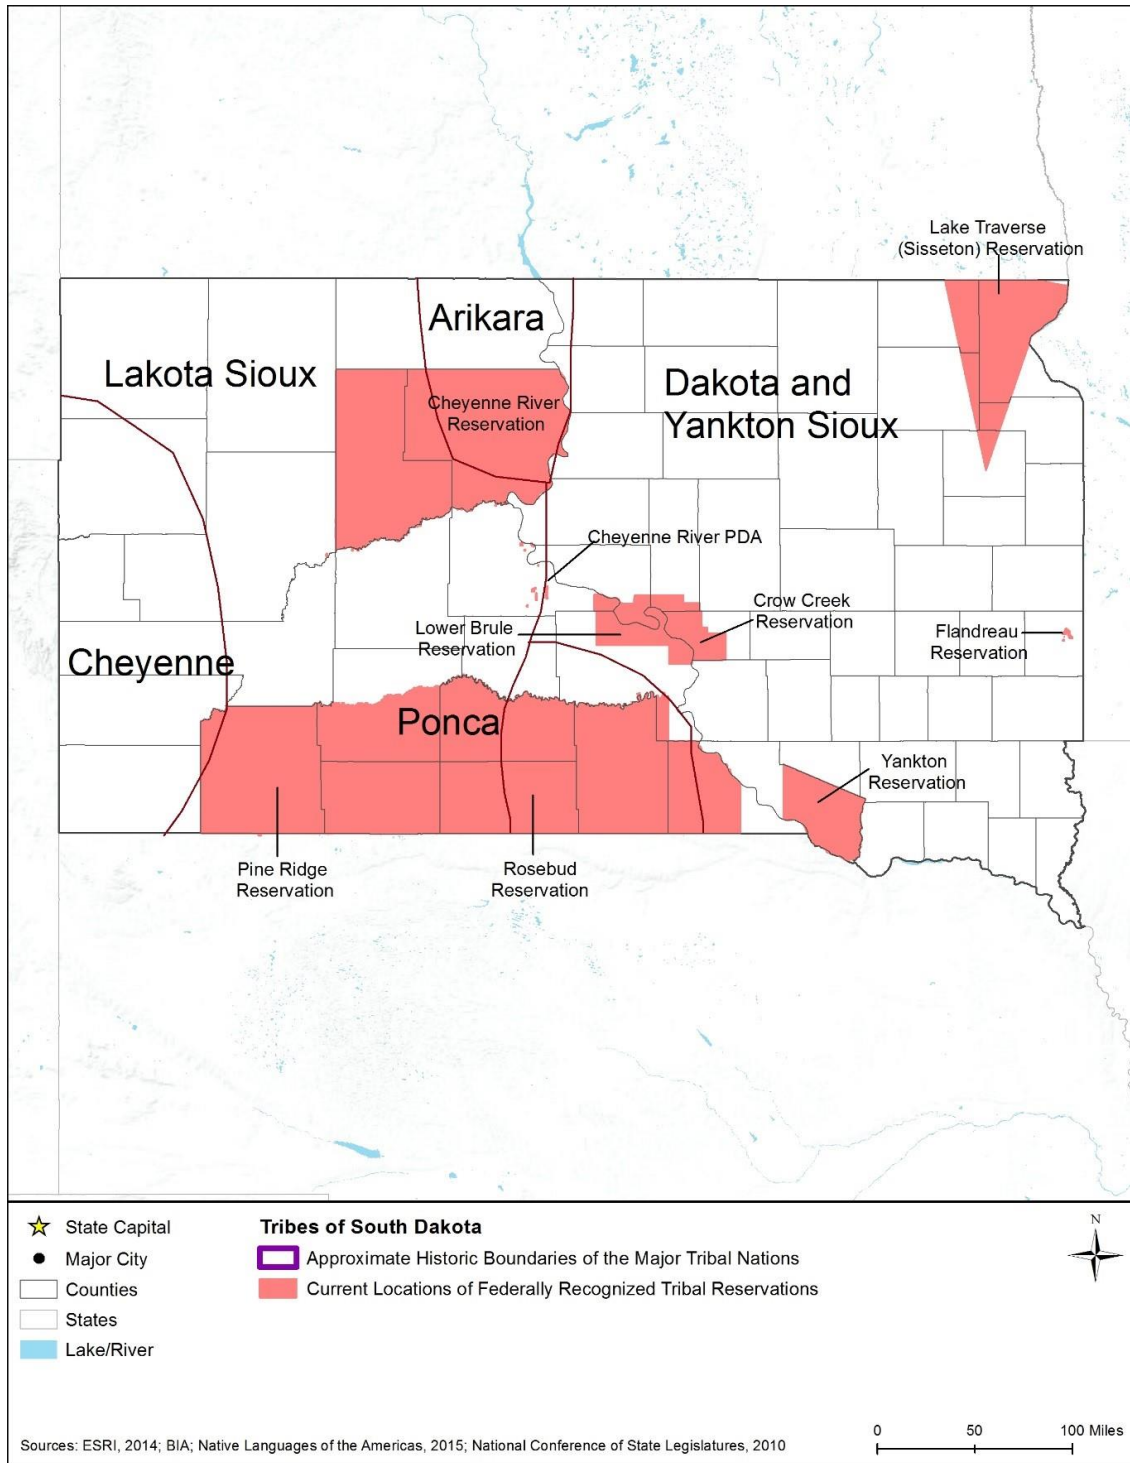 Lake Traverse
(Sisseton) Reservation
Arikara
Lakota Sioux
Dakota and
Yankton Sioux
Cheyenne River
Reservation
Cheyenne River PDA
Crow Creek
Reservation
Lower Brule
Reservation
Flandreau
Reservation
Cheyenne
Ponca
Yankton
Reservation
Pine Ridge
Reservation
Rosebud
Reservation
State Capital
Major City
Counties
States
Lake/River
Tribes of South Dakota
Approximate Historic Boundaries of the Major Tribal Nations
Current Locations of Federally Recognized Tribal Reservations
N
Sources: ESRI, 2014; BIA; Native Languages of the Americas, 2015; National Conference of State Legislatures, 2010
0 50 100 Miles